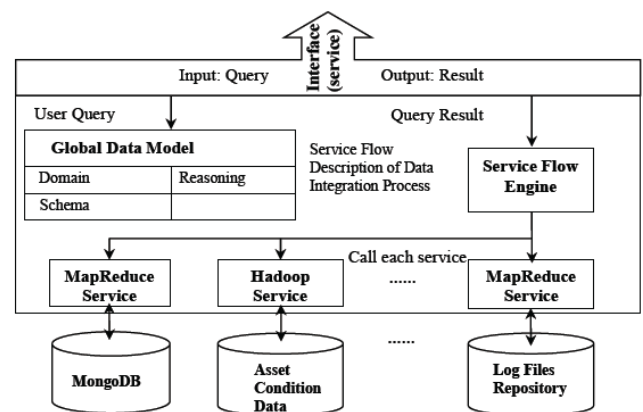 Interface
(service)
Input: Query
Output: Result
User Query
Query Result
Global Data Model
Domain
Reasoning
Schema
Service Flow
Description of Data
Integration Process
Service Flow
Engine
Call each service
MapReduce
Service
Hadoop
Service
......
MapReduce
Service
MongoDB
Asset
Condition
Data
......
Log Files
Repository